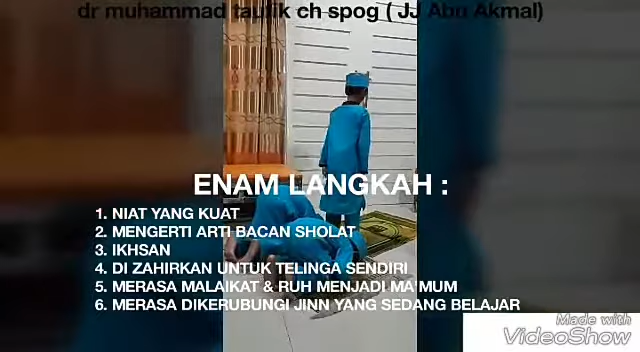 dr muhammad taufik ch spog ( JJ Abu Akmal)
ENAM LANGKAH :
1. NIAT YANG KUAT
2. MENGERTI ARTI BACAN SHOLAT
3. IKHSAN
4. DI ZAHIRKAN UNTUK TELINGA SENDIRI
5. MERASA MALAIKAT & RUH MENJADI MA'MUM
6. MERASA DIKERUBUNGI JINN YANG SEDANG BELAJAR
Made with
VideoShow